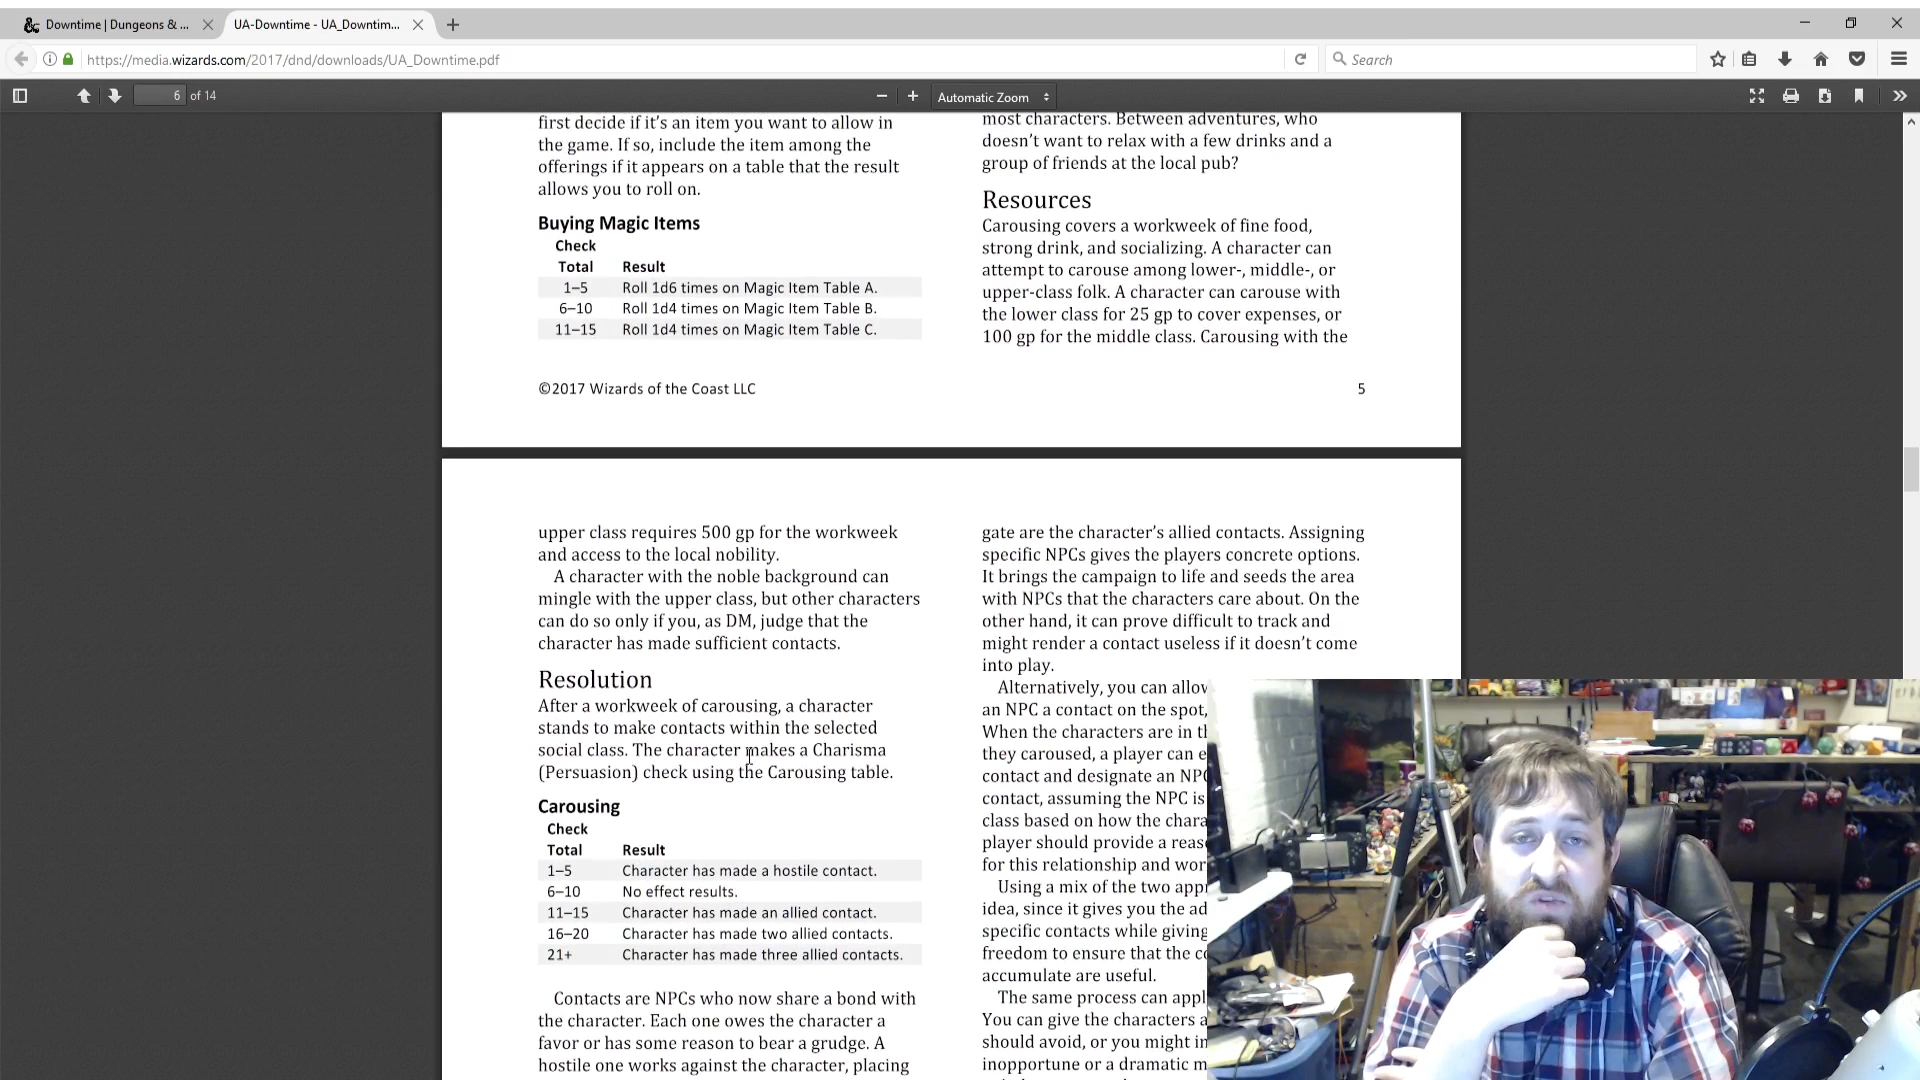 Downtime | Dungeons & ...
UA-Downtime - UA_Downtim...
https://media.wizards.com/2017/dnd/downloads/UA_Downtime.pdf
Search
6 of 14
Automatic Zoom
first decide if it's an item you want to allow in
the game. If so, include the item among the
offerings if it appears on a table that the result
allows you to roll on.
Buying Magic Items
Check
Total Result
1–5 Roll 1d6 times on Magic Item Table A.
6–10 Roll 1d4 times on Magic Item Table B.
11–15 Roll 1d4 times on Magic Item Table C.
most characters. Between adventures, who
doesn't want to relax with a few drinks and a
group of friends at the local pub?
Resources
Carousing covers a workweek of fine food,
strong drink, and socializing. A character can
attempt to carouse among lower-, middle-, or
upper-class folk. A character can carouse with
the lower class for 25 gp to cover expenses, or
100 gp for the middle class. Carousing with the
©2017 Wizards of the Coast LLC
5
upper class requires 500 gp for the workweek
and access to the local nobility.
A character with the noble background can
mingle with the upper class, but other characters
can do so only if you, as DM, judge that the
character has made sufficient contacts.
Resolution
After a workweek of carousing, a character
stands to make contacts within the selected
social class. The character makes a Charisma
(Persuasion) check using the Carousing table.
Carousing
Check
Total Result
1–5 Character has made a hostile contact.
6–10 No effect results.
11–15 Character has made an allied contact.
16–20 Character has made two allied contacts.
21+ Character has made three allied contacts.
Contacts are NPCs who now share a bond with
the character. Each one owes the character a
favor or has some reason to bear a grudge. A
hostile one works against the character, placing
gate are the character's allied contacts. Assigning
specific NPCs gives the players concrete options.
It brings the campaign to life and seeds the area
with NPCs that the characters care about. On the
other hand, it can prove difficult to track and
might render a contact useless if it doesn't come
into play.
Alternatively, you can allow
an NPC a contact on the spot,
When the characters are in th
they caroused, a player can e
contact and designate an NPC
contact, assuming the NPC is
class based on how the chara
player should provide a reas
for this relationship and wor
Using a mix of the two appr
idea, since it gives you the ad
specific contacts while giving
freedom to ensure that the co
accumulate are useful.
The same process can appl
You can give the characters a
should avoid, or you might in
inopportune or a dramatic m